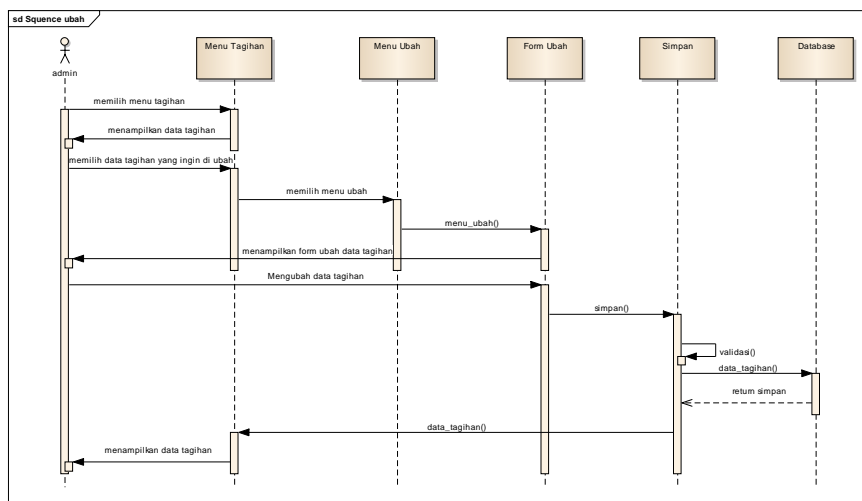 sd Squence ubah
admin
Menu Tagihan
Menu Ubah
Form Ubah
Simpan
Database
memilih menu tagihan
menampilkan data tagihan
memilih data tagihan yang ingin di ubah
memilih menu ubah
menu_ubah()
menampilkan form ubah data tagihan
Mengubah data tagihan
simpan()
validasi()
data_tagihan()
return simpan
data_tagihan()
menampilkan data tagihan